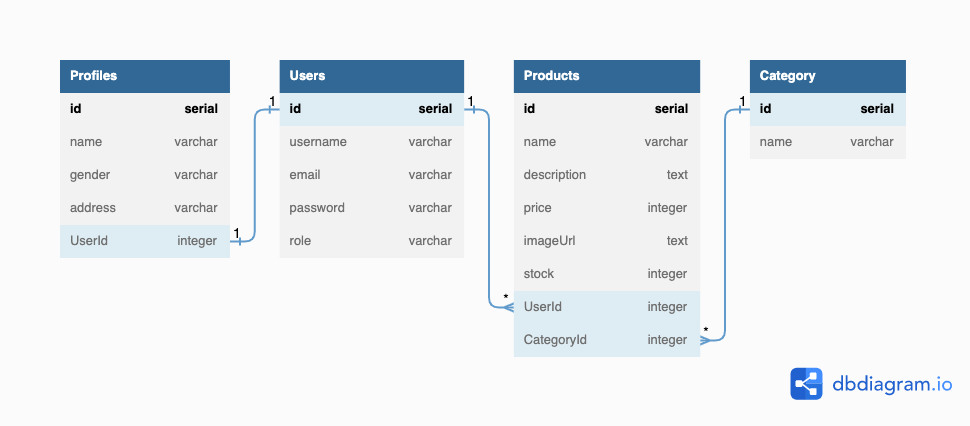 Profiles
id serial
name varchar
gender varchar
address varchar
UserId integer
1
1
Users
id serial
username varchar
email varchar
password varchar
role varchar
1
*
Products
id serial
name varchar
description text
price integer
imageUrl text
stock integer
UserId integer
CategoryId integer
*
1
Category
id serial
name varchar
dbdiagram.io